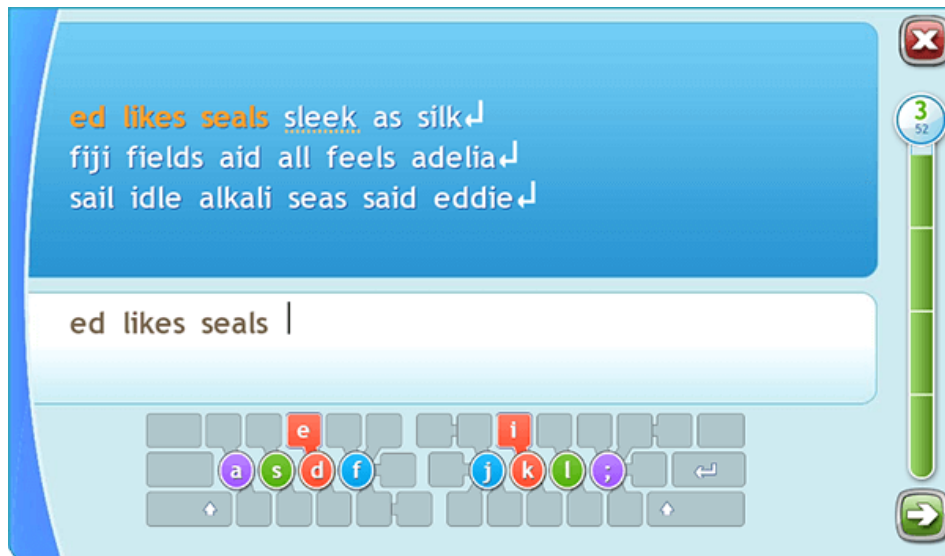 ed likes seals sleek as silk↵
fiji fields aid all feels adelia↵
sail idle alkali seas said eddie↵
3
52
ed likes seals
e i
a s d f j k l ;